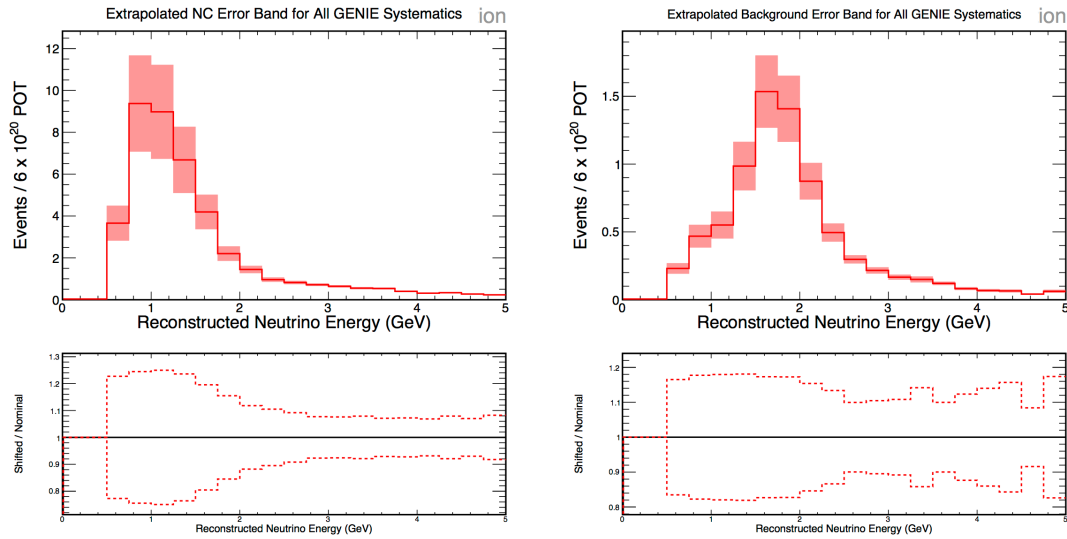 Extrapolated NC Error Band for All GENIE Systematics
ion
Events / 6 x 10^20 POT
12
10
8
6
4
2
0
0 1 2 3 4 5
Reconstructed Neutrino Energy (GeV)
Shifted / Nominal
1.3
1.2
1.1
1
0.9
0.8
0 1 2 3 4 5
Reconstructed Neutrino Energy (GeV)
Extrapolated Background Error Band for All GENIE Systematics
ion
Events / 6 x 10^20 POT
1.5
1
0.5
0
0 1 2 3 4 5
Reconstructed Neutrino Energy (GeV)
Shifted / Nominal
1.2
1.1
1
0.9
0.8
0 1 2 3 4 5
Reconstructed Neutrino Energy (GeV)